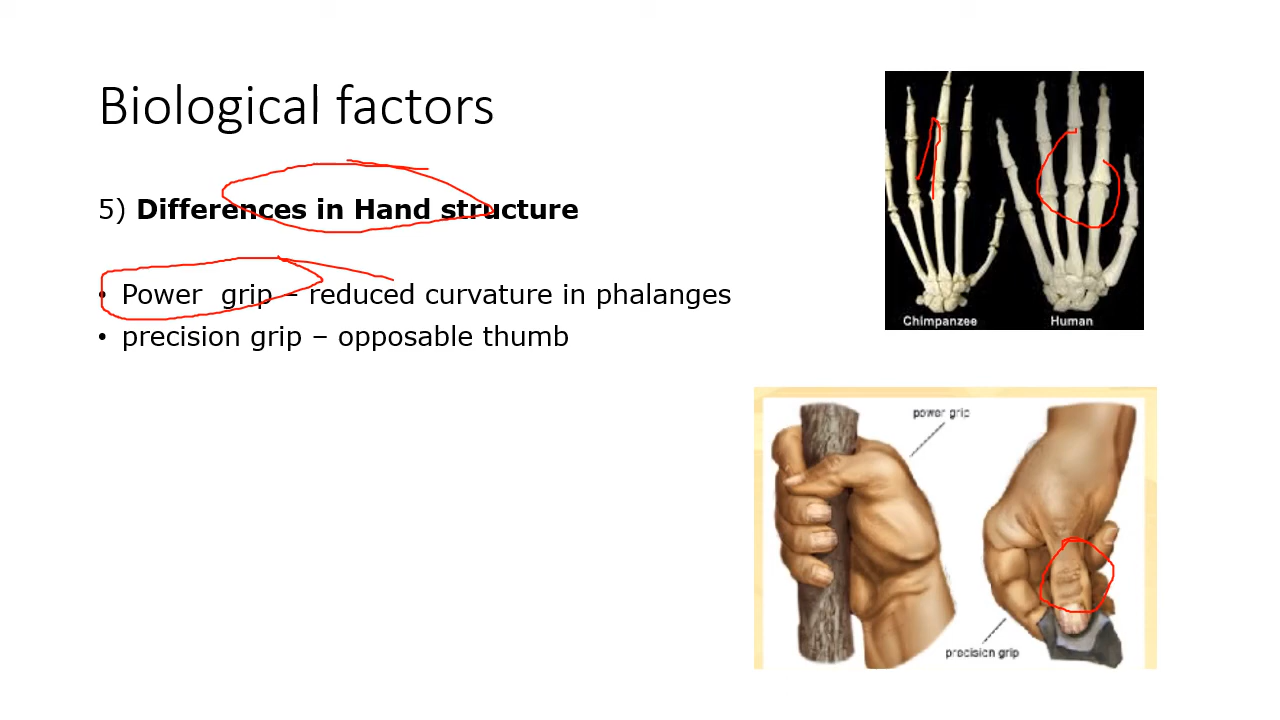 Biological factors
5) Differences in Hand structure
• Power grip – reduced curvature in phalanges
• precision grip – opposable thumb
Chimpanzee
Human
power grip
precision grip